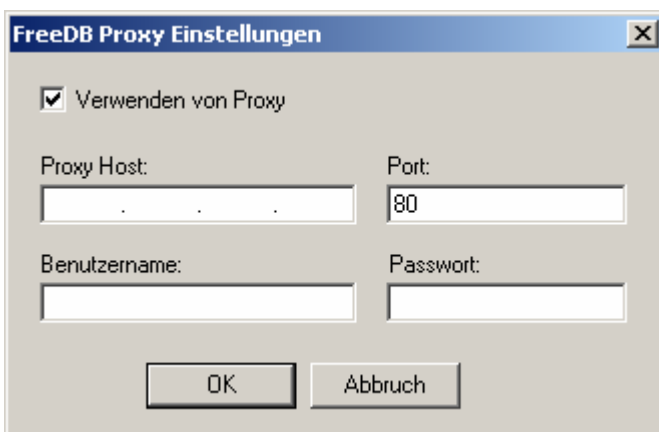 FreeDB Proxy Einstellungen
Verwenden von Proxy
Proxy Host: Port:
. . . 80
Benutzername: Passwort:
OK Abbruch